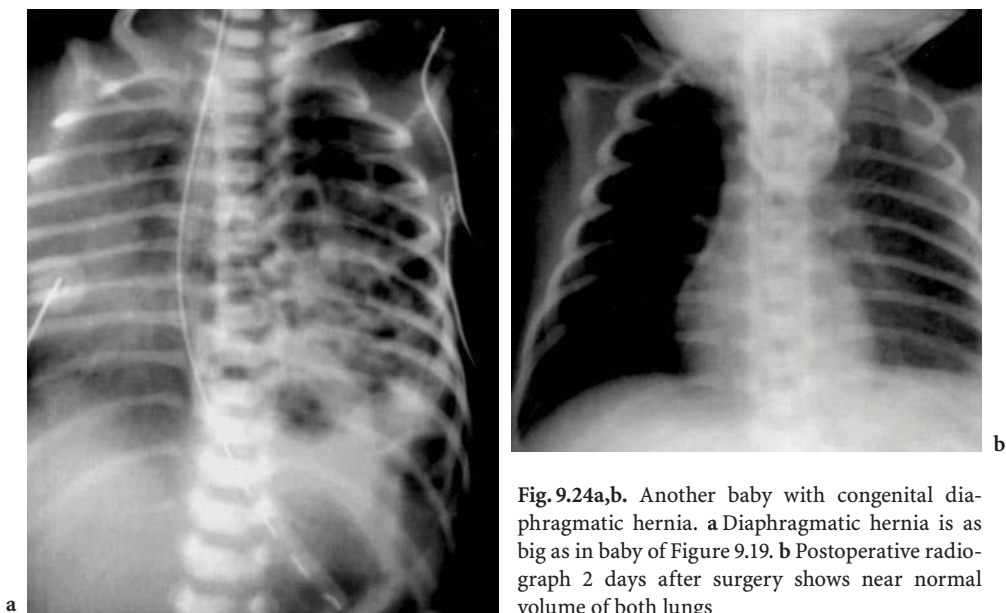 a
b
Fig. 9.24a,b. Another baby with congenital dia-
phragmatic hernia. a Diaphragmatic hernia is as
big as in baby of Figure 9.19. b Postoperative radio-
graph 2 days after surgery shows near normal
volume of both lungs